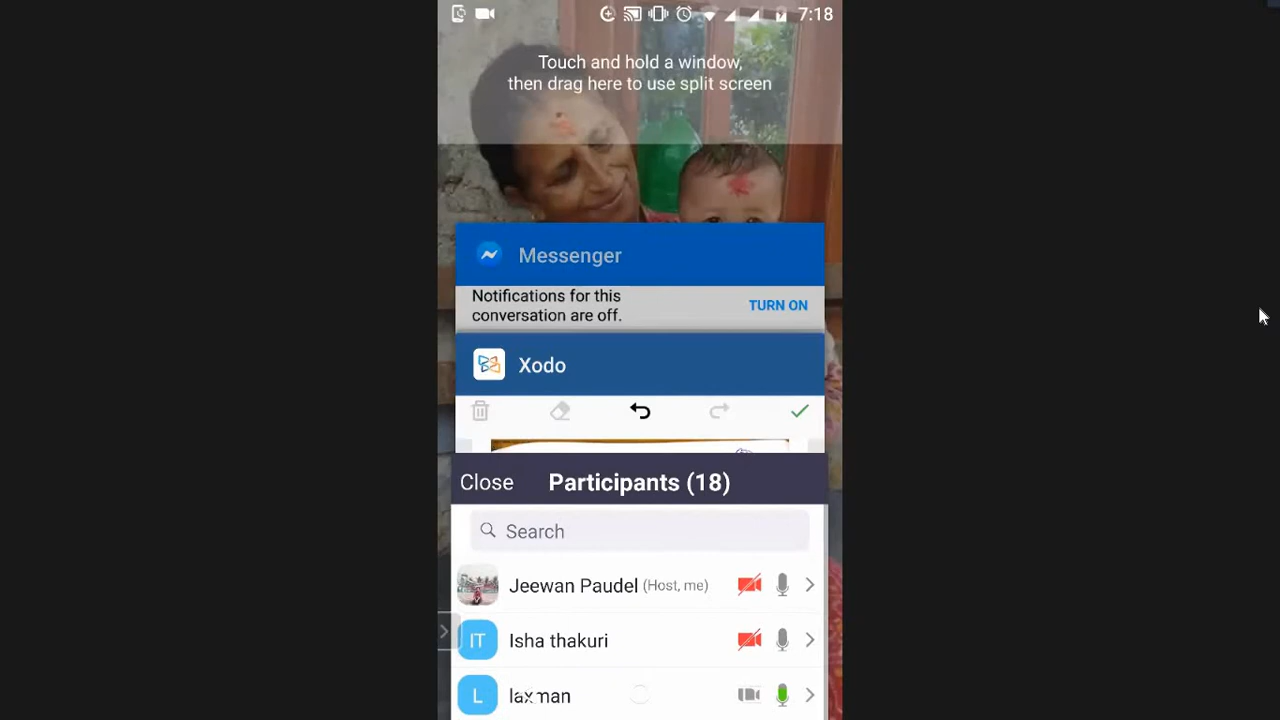 7:18
Touch and hold a window,
then drag here to use split screen
Messenger
Notifications for this
conversation are off.
TURN ON
Xodo
Close Participants (18)
Search
Jeewan Paudel (Host, me)
IT Isha thakuri
L laxman